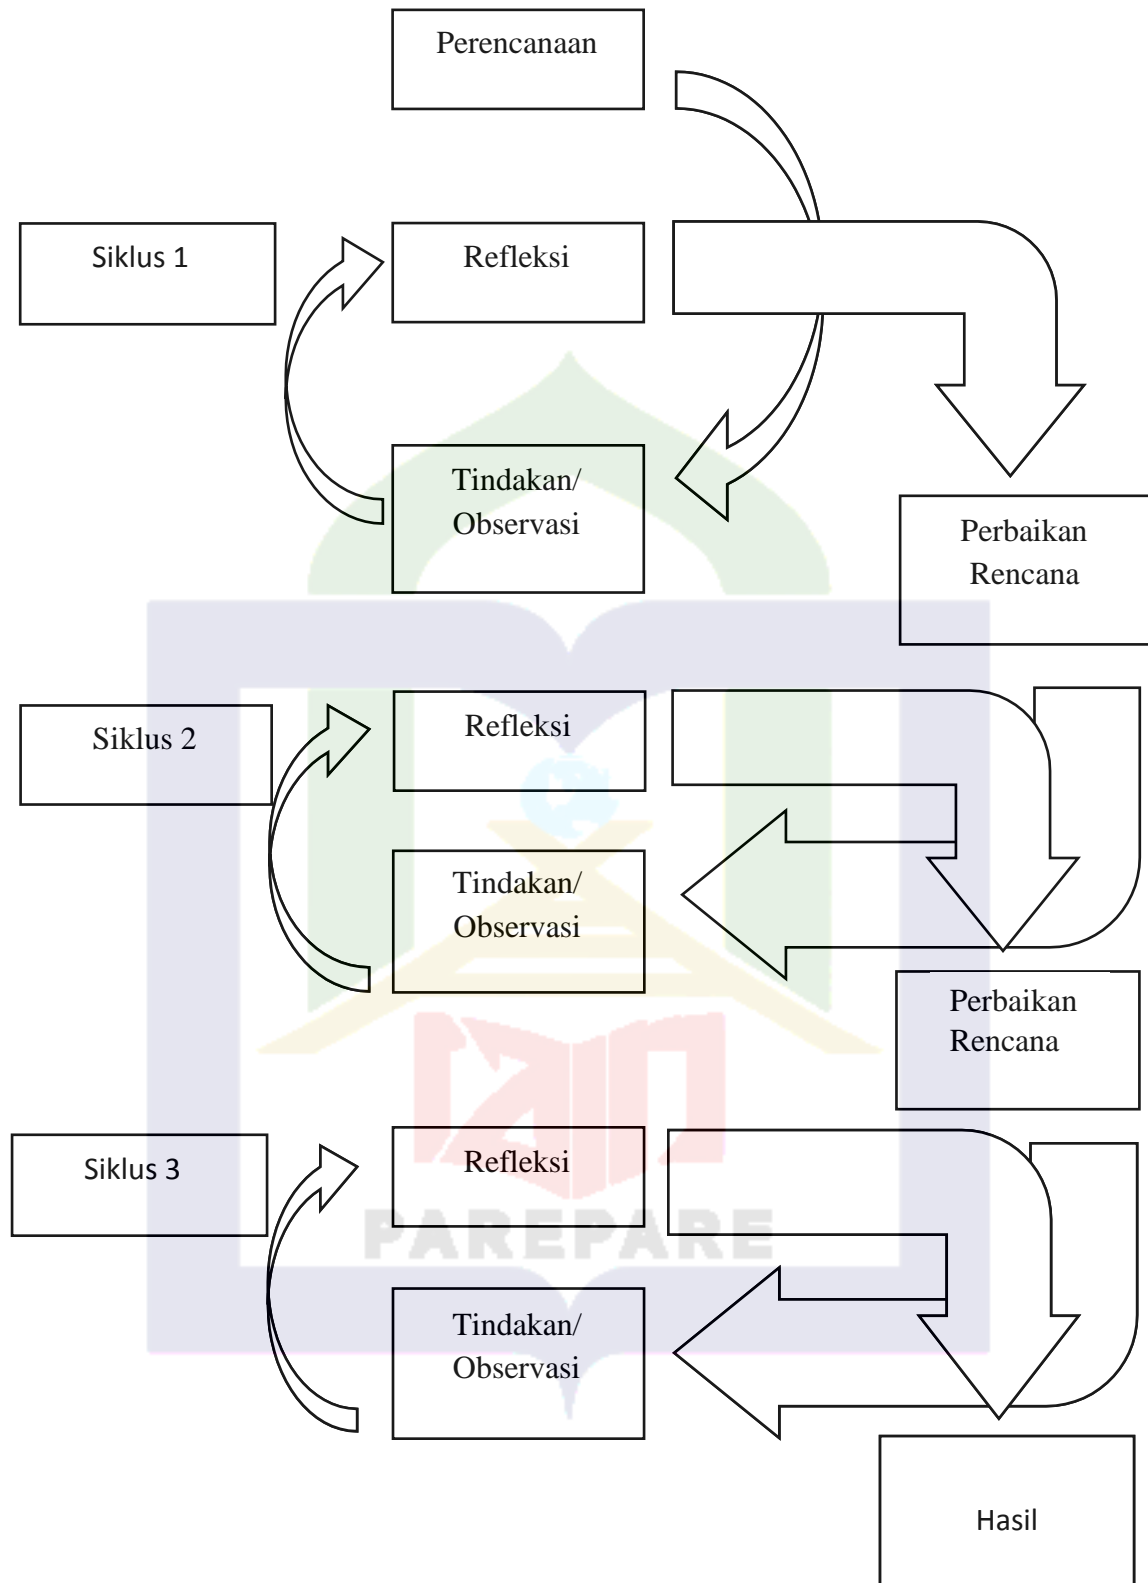 Perencanaan
Siklus 1
Refleksi
Tindakan/
Observasi
Perbaikan
Rencana
Siklus 2
Refleksi
Tindakan/
Observasi
Perbaikan
Rencana
Siklus 3
Refleksi
PAREPARE
Tindakan/
Observasi
Hasil